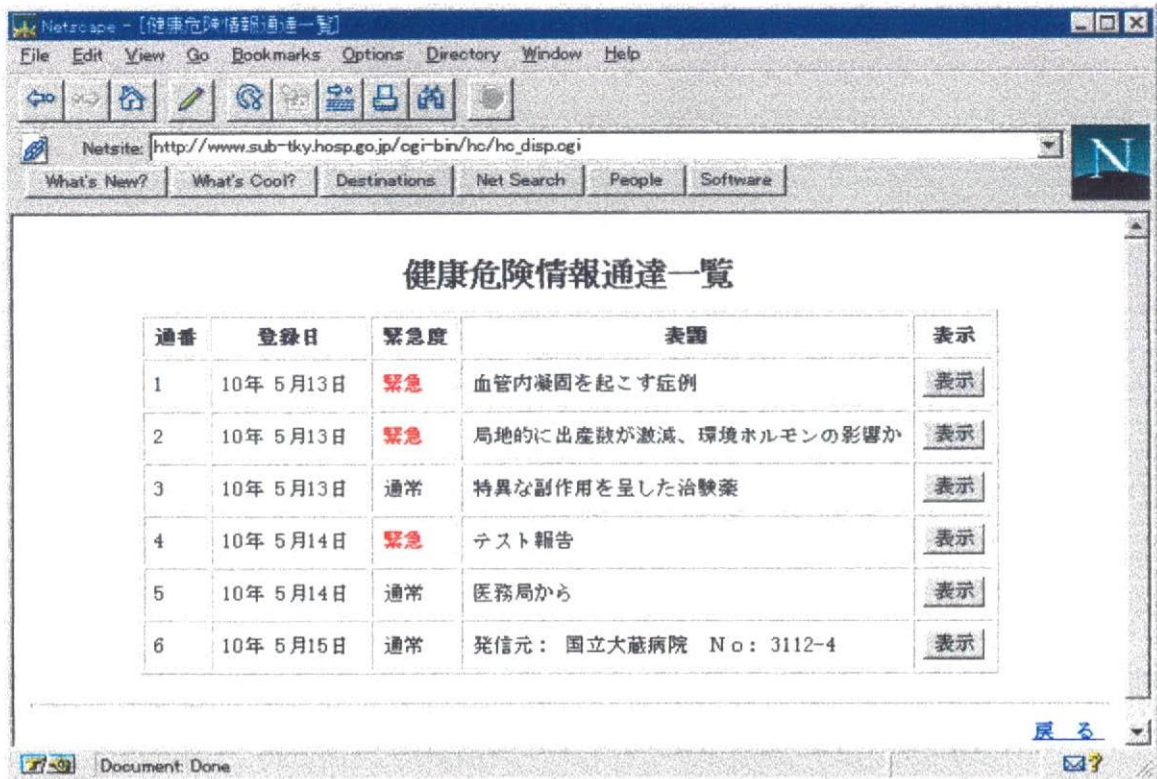 Netscape - [健康危険情報通達一覧]
File Edit View Go Bookmarks Options Directory Window Help
Netsite: http://www.sub-tky.hosp.go.jp/cgi-bin/hc/hc_disp.cgi
What's New? What's Cool? Destinations Net Search People Software
N
健康危険情報通達一覧
通番 登録日 緊急度 表題 表示
1 10年 5月13日 緊急 血管内凝固を起こす症例 表示
2 10年 5月13日 緊急 局地的に出産数が激減、環境ホルモンの影響か 表示
3 10年 5月13日 通常 特異な副作用を呈した治験薬 表示
4 10年 5月14日 緊急 テスト報告 表示
5 10年 5月14日 通常 医務局から 表示
6 10年 5月15日 通常 発信元： 国立大蔵病院 No: 3112-4 表示
戻る
Document: Done